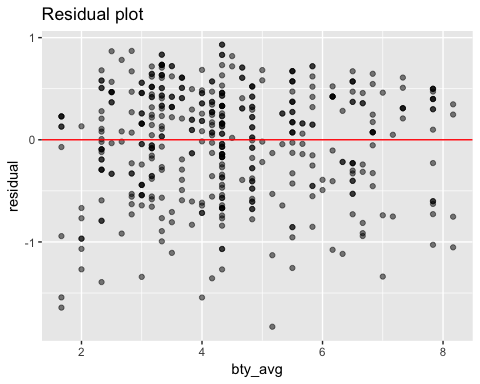 Residual plot
1
0
-1
residual
2 4 6 8
bty_avg